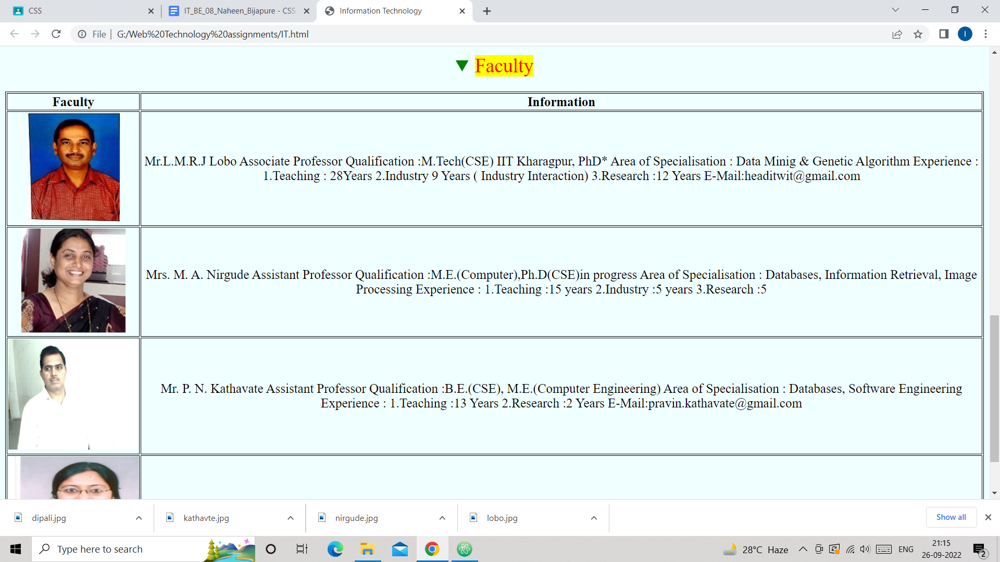 CSS
IT_BE_08_Naheen_Bijapure - CSS
Information Technology
File
G:/Web%20Technology%20assignments/IT.html
I
Faculty
Faculty
Information
Mr.L.M.R.J Lobo Associate Professor Qualification :M.Tech(CSE) IIT Kharagpur, PhD* Area of Specialisation : Data Minig & Genetic Algorithm Experience :
1.Teaching : 28Years 2.Industry 9 Years ( Industry Interaction) 3.Research :12 Years E-Mail:headitwit@gmail.com
Mrs. M. A. Nirgude Assistant Professor Qualification :M.E.(Computer),Ph.D(CSE)in progress Area of Specialisation : Databases, Information Retrieval, Image
Processing Experience : 1.Teaching :15 years 2.Industry :5 years 3.Research :5
Mr. P. N. Kathavate Assistant Professor Qualification :B.E.(CSE), M.E.(Computer Engineering) Area of Specialisation : Databases, Software Engineering
Experience : 1.Teaching :13 Years 2.Research :2 Years E-Mail:pravin.kathavate@gmail.com
dipali.jpg
kathavte.jpg
nirgude.jpg
lobo.jpg
Show all
Type here to search
28°C Haze
ENG
21:15
26-09-2022
2